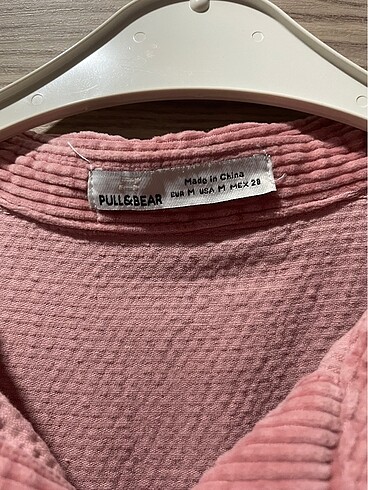 Made in China
PULL&BEAR EUR M USA M MEX 28